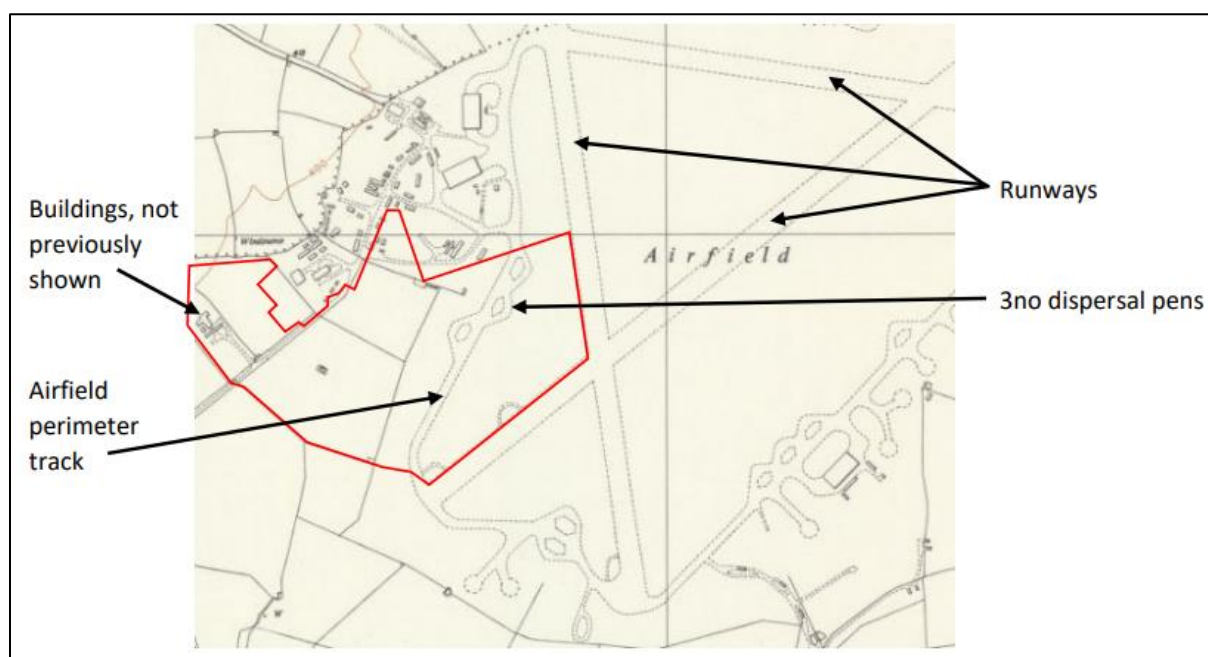 Buildings, not
previously
shown
Airfield
perimeter
track
Runways
3no dispersal pens
Airfield